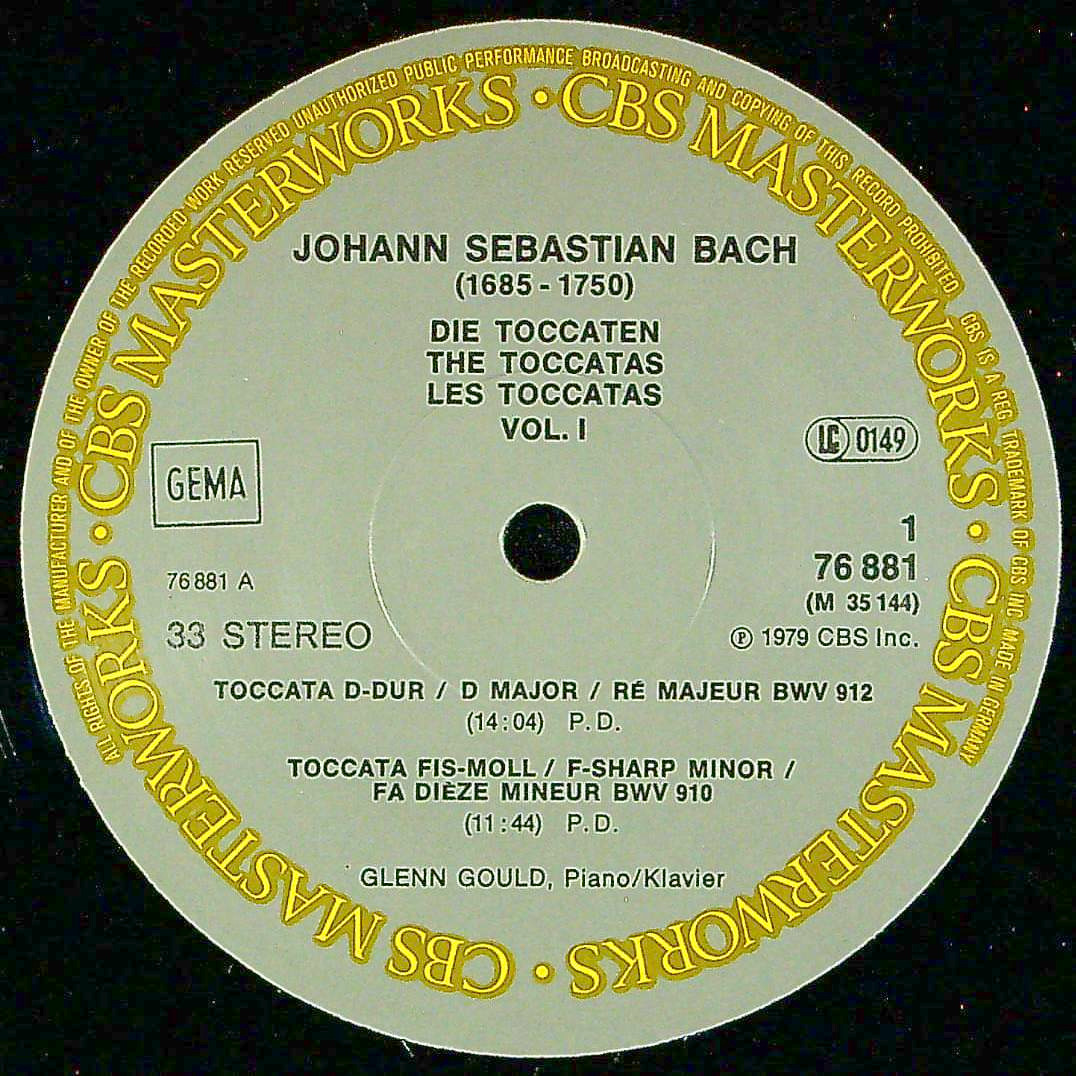 ALL RIGHTS OF THE MANUFACTURER AND OF THE OWNER OF THE RECORDED WORK RESERVED UNAUTHORIZED PUBLIC PERFORMANCE BROADCASTING AND COPYING OF THIS RECORD PROHIBITED CBS IS A REG. TRADEMARK OF CBS INC. MADE IN GERMANY
CBS MASTERWORKS • CBS MASTERWORKS • CBS MASTERWORKS • CBS MASTERWORKS •
JOHANN SEBASTIAN BACH
(1685 - 1750)
DIE TOCCATEN
THE TOCCATAS
LES TOCCATAS
VOL. I
LC 0149
GEMA
1
76 881
76 881 A
(M 35 144)
33 STEREO
℗ 1979 CBS Inc.
TOCCATA D-DUR / D MAJOR / RÉ MAJEUR BWV 912
(14:04) P.D.
TOCCATA FIS-MOLL / F-SHARP MINOR /
FA DIÈZE MINEUR BWV 910
(11:44) P.D.
GLENN GOULD, Piano/Klavier